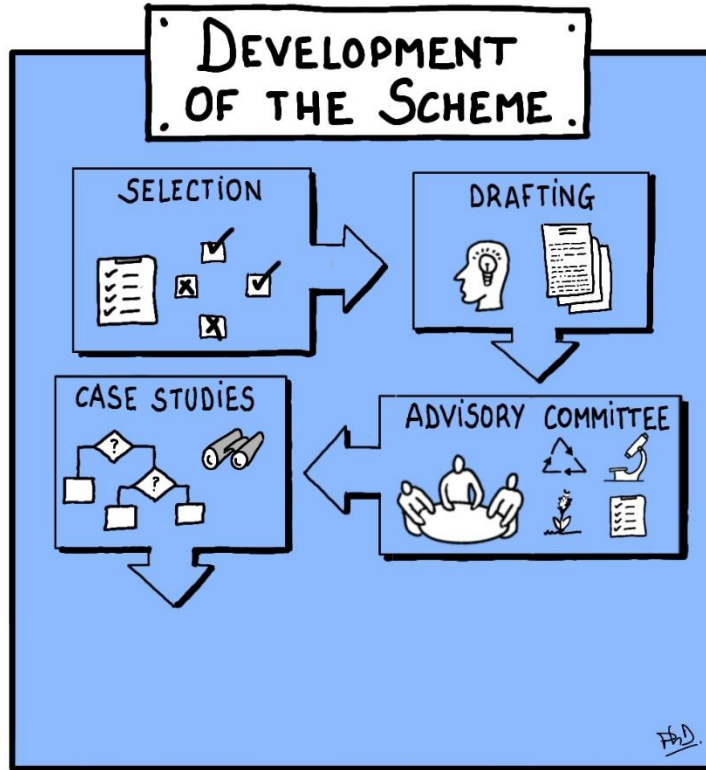 DEVELOPMENT
OF THE SCHEME
SELECTION
DRAFTING
CASE STUDIES
?
?
ADVISORY COMMITTEE